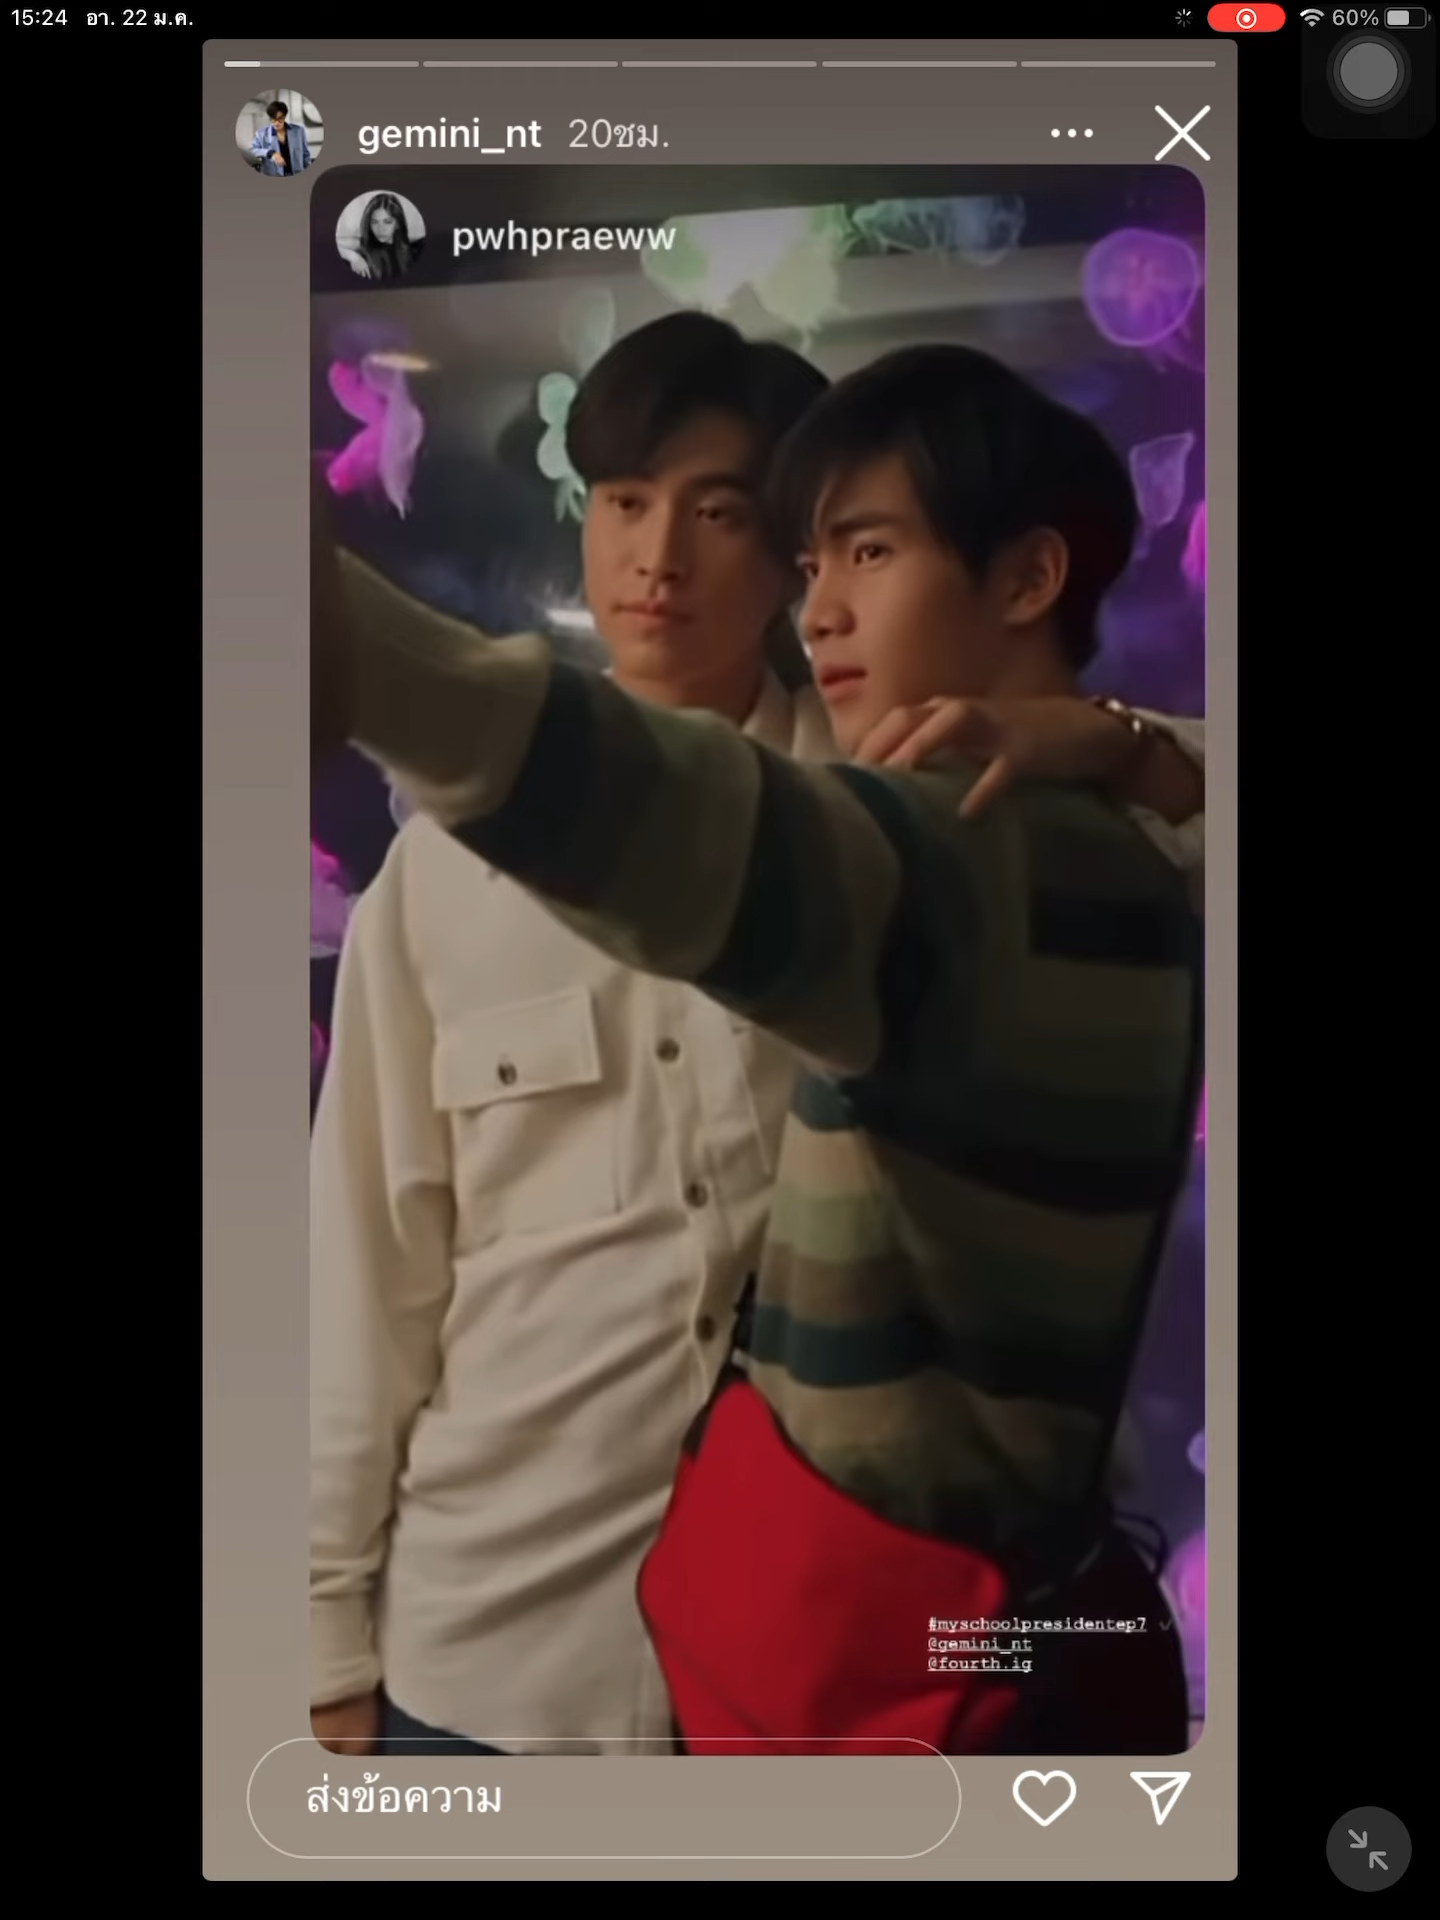 15:24 อา. 22 ม.ค.
60%
gemini_nt 20ชม.
pwhpraeww
#myschoolpresidentep7
@gemini_nt
@fourth.ig
ส่งข้อความ